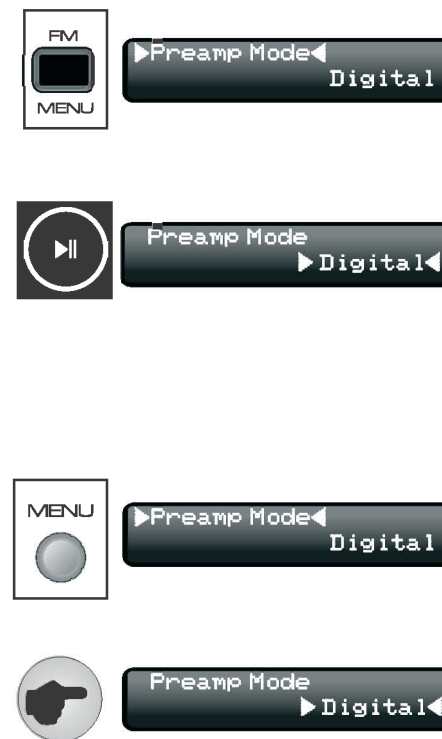 FM
MENU
Preamp Mode
Digital
Preamp Mode
Digital
MENU
Preamp Mode
Digital
Preamp Mode
Digital